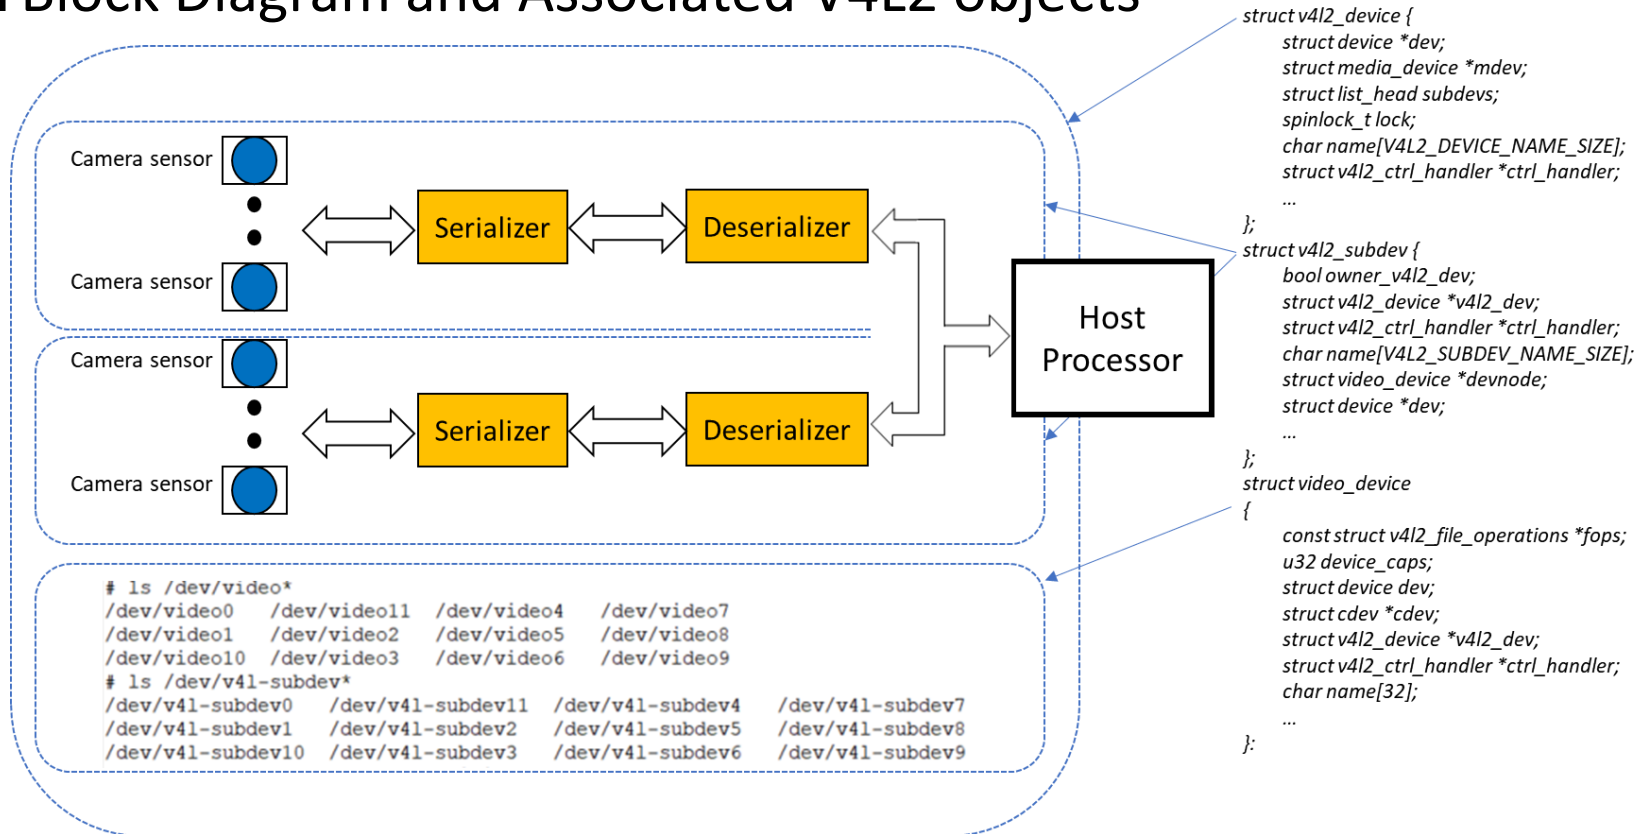 Block Diagram and Associated V4L2 objects
Camera sensor
Camera sensor
Serializer
Deserializer
Camera sensor
Camera sensor
Serializer
Deserializer
Host
Processor
# ls /dev/video*
/dev/video0 /dev/video11 /dev/video4 /dev/video7
/dev/video1 /dev/video2 /dev/video5 /dev/video8
/dev/video10 /dev/video3 /dev/video6 /dev/video9
# ls /dev/v4l-subdev*
/dev/v4l-subdev0 /dev/v4l-subdev11 /dev/v4l-subdev4 /dev/v4l-subdev7
/dev/v4l-subdev1 /dev/v4l-subdev2 /dev/v4l-subdev5 /dev/v4l-subdev8
/dev/v4l-subdev10 /dev/v4l-subdev3 /dev/v4l-subdev6 /dev/v4l-subdev9
struct v4l2_device {
struct device *dev;
struct media_device *mdev;
struct list_head subdevs;
spinlock_t lock;
char name[V4L2_DEVICE_NAME_SIZE];
struct v4l2_ctrl_handler *ctrl_handler;
...
};
struct v4l2_subdev {
bool owner_v4l2_dev;
struct v4l2_device *v4l2_dev;
struct v4l2_ctrl_handler *ctrl_handler;
char name[V4L2_SUBDEV_NAME_SIZE];
struct video_device *devnode;
struct device *dev;
...
};
struct video_device
{
const struct v4l2_file_operations *fops;
u32 device_caps;
struct device dev;
struct cdev *cdev;
struct v4l2_device *v4l2_dev;
struct v4l2_ctrl_handler *ctrl_handler;
char name[32];
...
}: